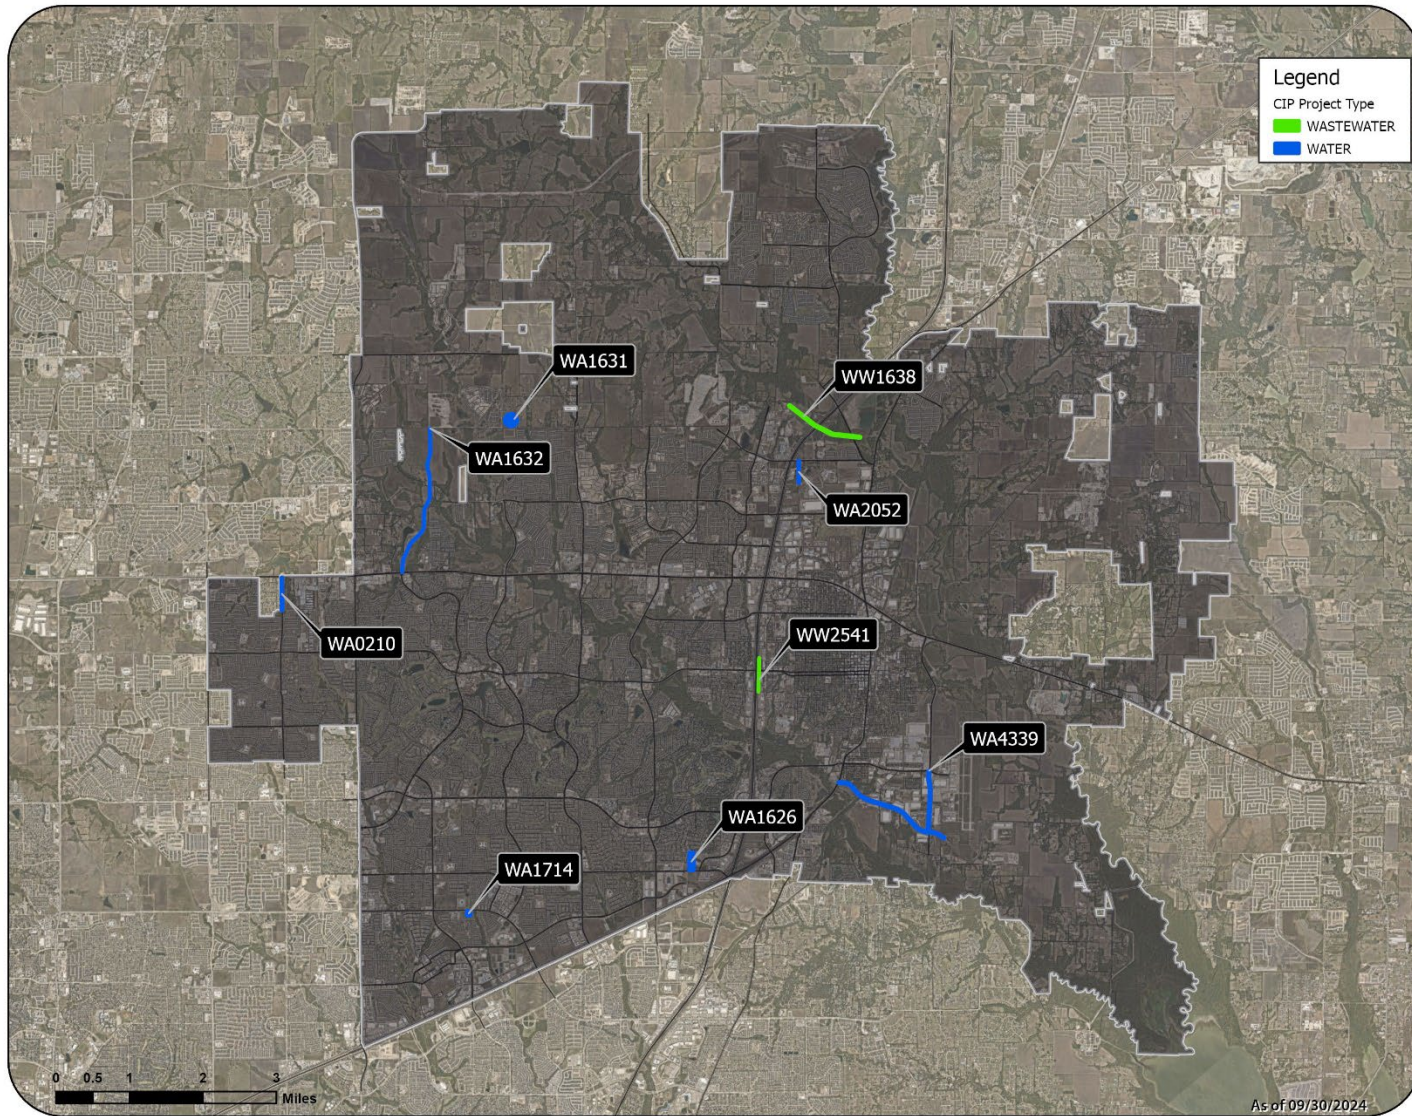 Legend
CIP Project Type
WASTEWATER
WATER
WA1631
WW1638
WA1632
WA2052
WA0210
WW2541
WA4339
WA1626
WA1714
0 0.5 1 2 3
Miles
As of 09/30/2024